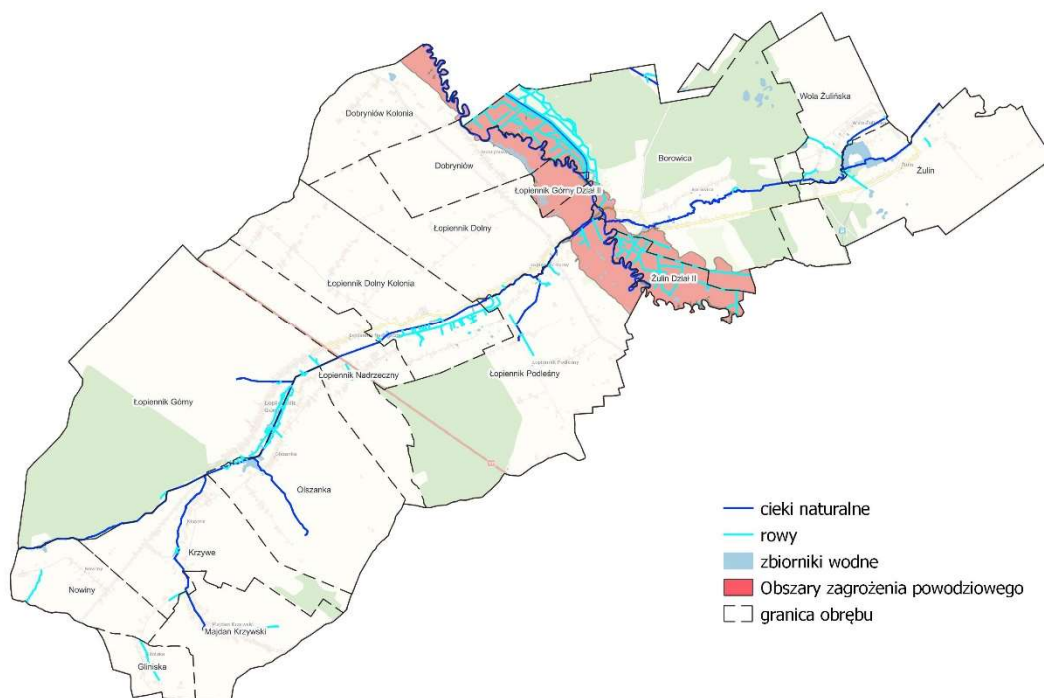 Wola Żulińska
Dobryniów Kolonia
Borowica
Dobryniów
Żulin
Łopiennik Górny Dział II
Łopiennik Dolny
Żulin Dział II
Łopiennik Dolny Kolonia
Łopiennik Nadrzeczny
Łopiennik Podleśny
Łopiennik Górny
Olszanka
cieki naturalne
rowy
Krzywe
zbiorniki wodne
Nowiny
Obszary zagrożenia powodziowego
granica obrębu
Majdan Krzywski
Gliniska